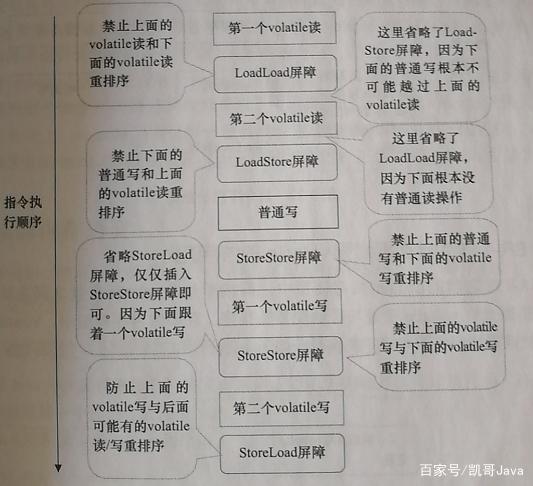 禁止上面的
volatile读和下
面的volatile读
重排序
第一个volatile读
LoadLoad屏障
这里省略了Load-
Store屏障，因为下
面的普通写根本不
可能越过上面的
volatile读
第二个volatile读
禁止下面的
普通写和上面
的volatile读重
排序
LoadStore屏障
这里省略了
LoadLoad屏障，
因为下面根本没
有普通读操作
指令执
行顺序
普通写
省略StoreLoad
屏障，仅仅插入
StoreStore屏障即
可。因为下面跟
着一个volatile写
StoreStore屏障
禁止上面的普通
写和下面的volatile
写重排序
第一个volatile写
StoreStore屏障
禁止上面的volatile
写与下面的volatile写
重排序
防止上面的
volatile写与后面
可能有的volatile
读/写重排序
第二个volatile写
StoreLoad屏障
百家号/凯哥Java